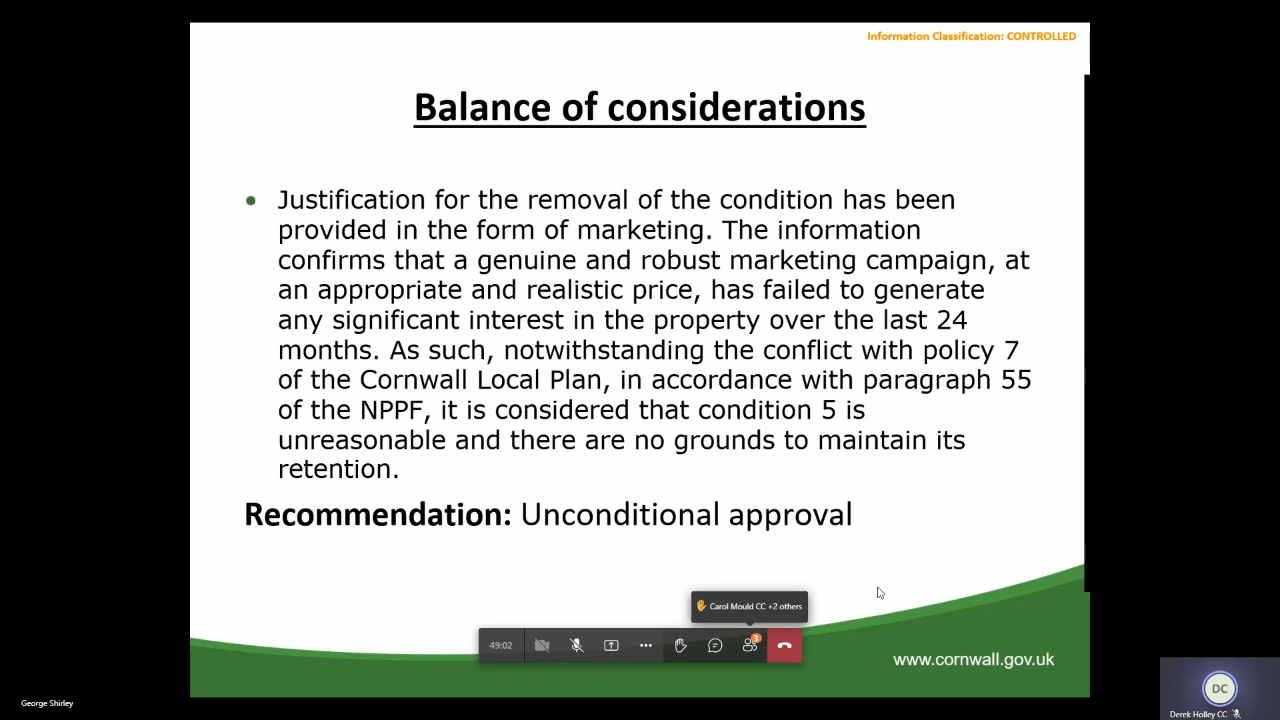 Information Classification: CONTROLLED
Balance of considerations
• Justification for the removal of the condition has been
provided in the form of marketing. The information
confirms that a genuine and robust marketing campaign, at
an appropriate and realistic price, has failed to generate
any significant interest in the property over the last 24
months. As such, notwithstanding the conflict with policy 7
of the Cornwall Local Plan, in accordance with paragraph 55
of the NPPF, it is considered that condition 5 is
unreasonable and there are no grounds to maintain its
retention.
Recommendation: Unconditional approval
Carol Mould CC +2 others
49:02
3
www.cornwall.gov.uk
George Shirley
DC
Derek Holley CC